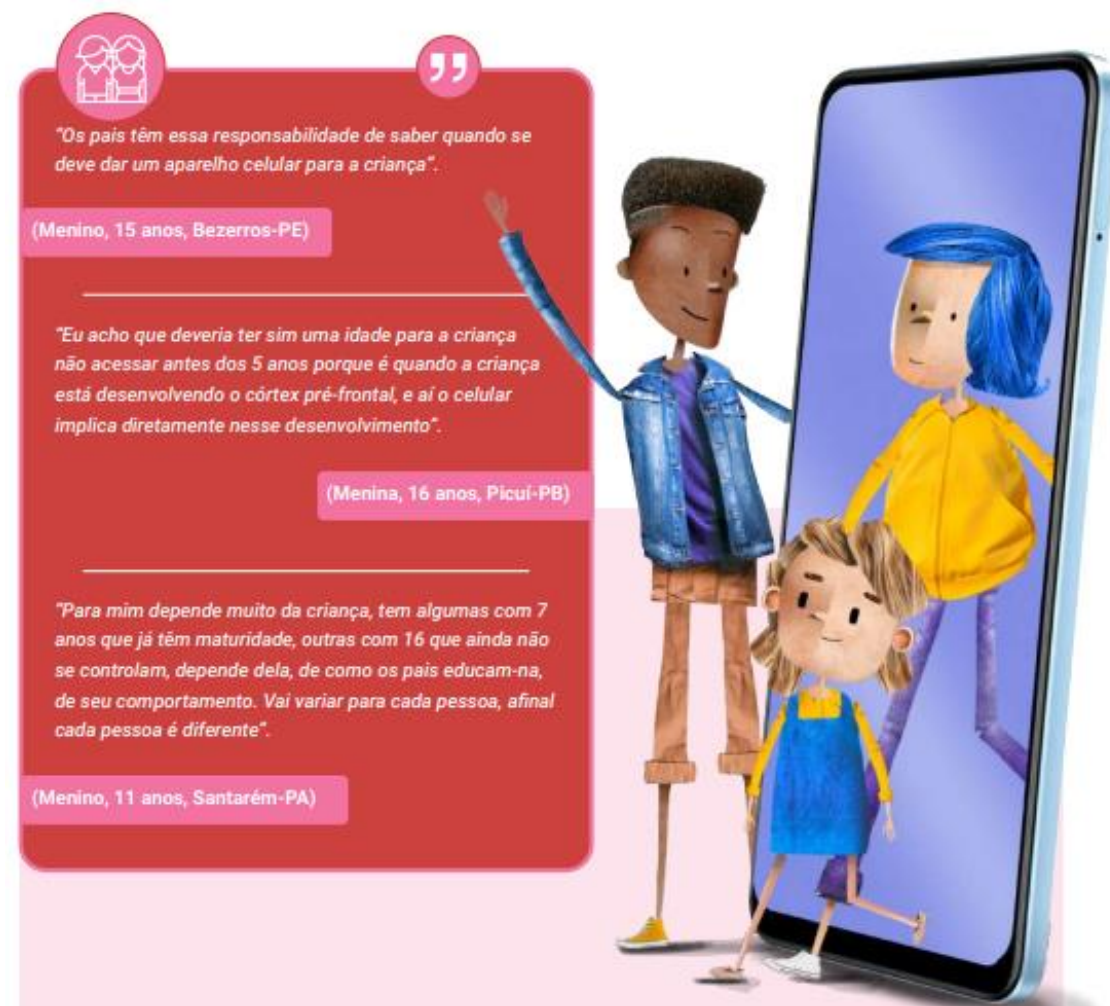 ”
“Os pais têm essa responsabilidade de saber quando se
deve dar um aparelho celular para a criança”.
(Menino, 15 anos, Bezerros-PE)
“Eu acho que deveria ter sim uma idade para a criança
não acessar antes dos 5 anos porque é quando a criança
está desenvolvendo o córtex pré-frontal, e aí o celular
implica diretamente nesse desenvolvimento”.
(Menina, 16 anos, Picuí-PB)
“Para mim depende muito da criança, tem algumas com 7
anos que já têm maturidade, outras com 16 que ainda não
se controlam, depende dela, de como os pais educam-na,
de seu comportamento. Vai variar para cada pessoa, afinal
cada pessoa é diferente”.
(Menino, 11 anos, Santarém-PA)